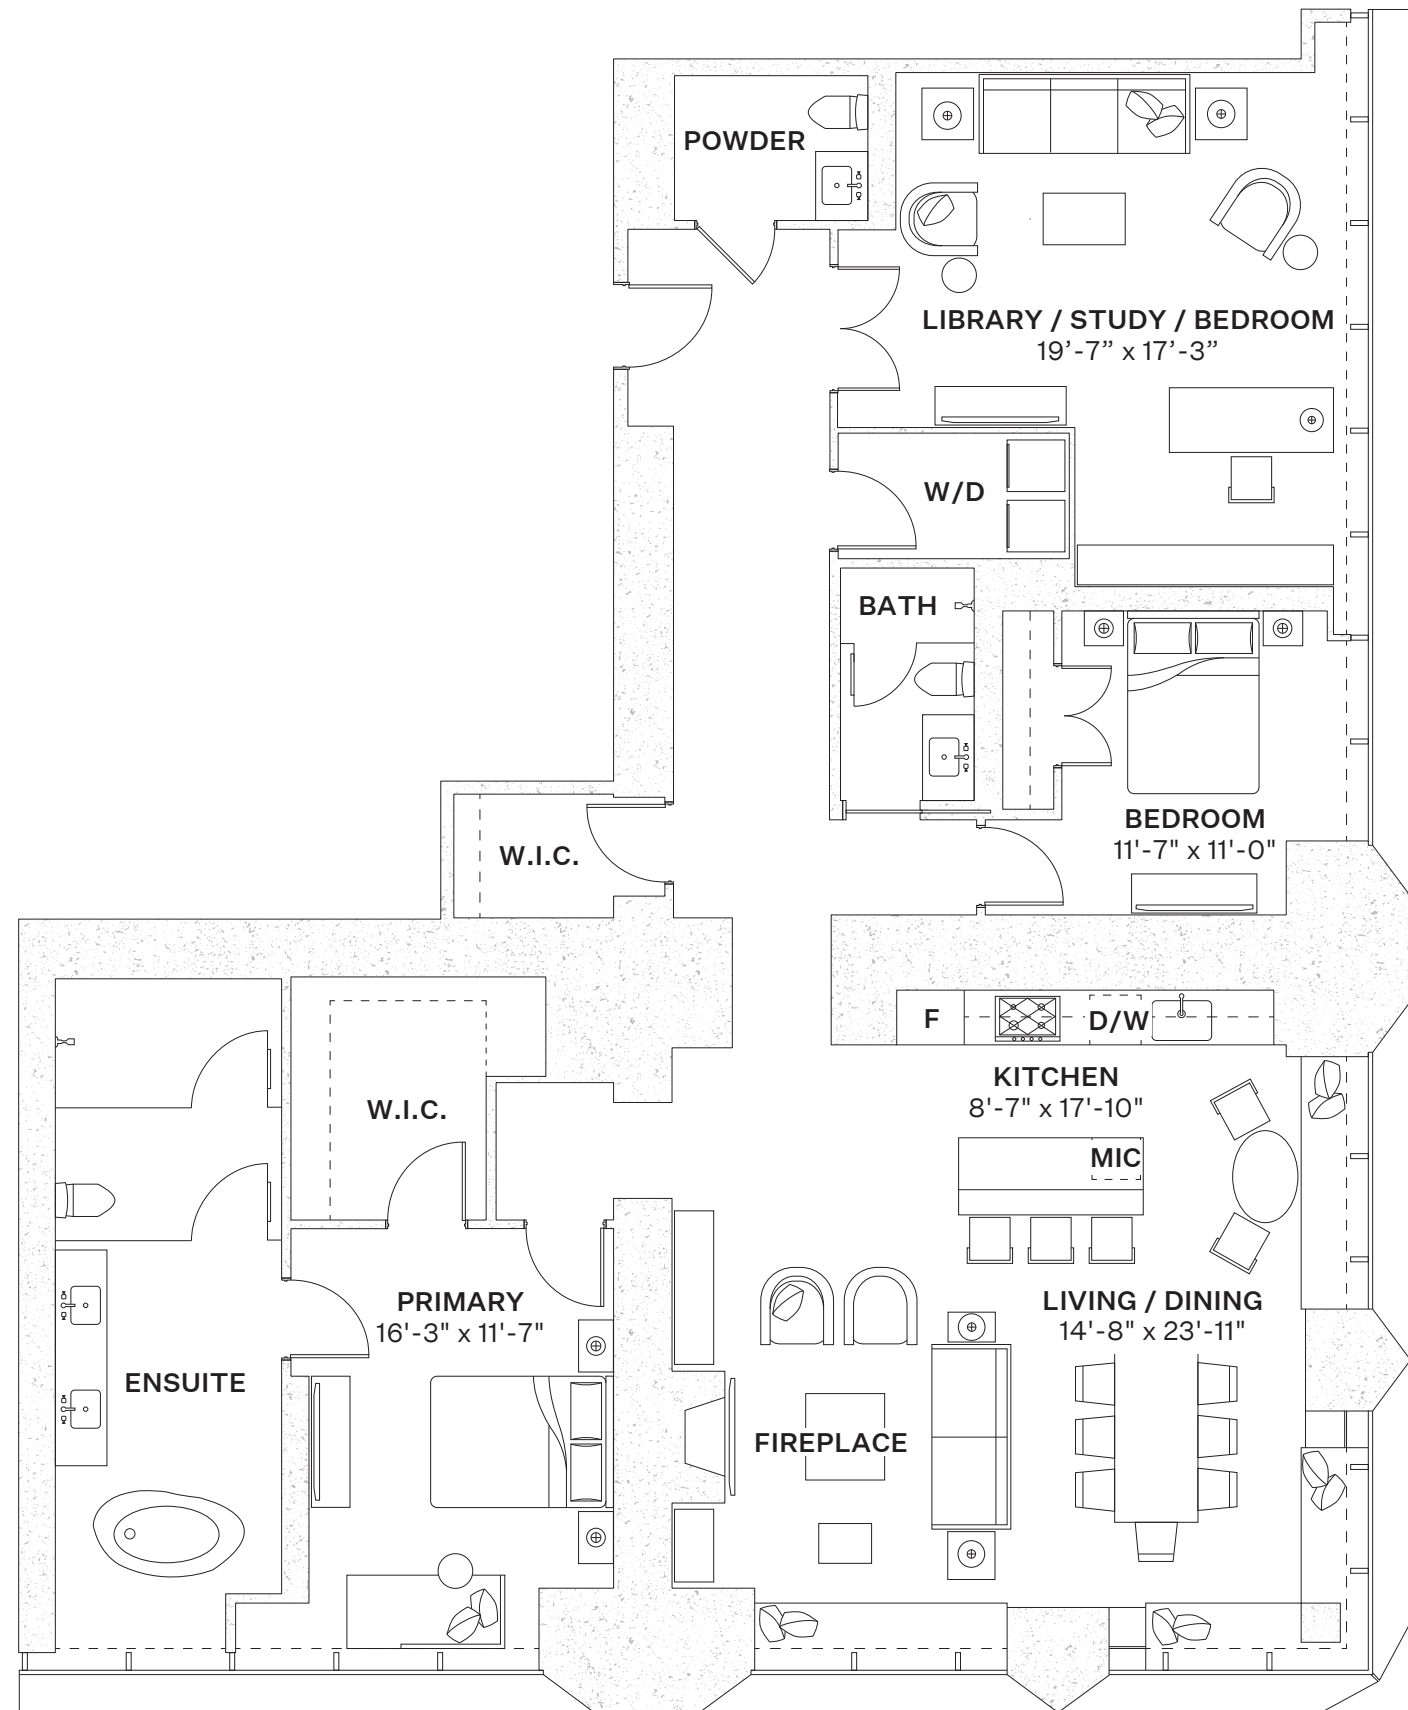 POWDER
LIBRARY / STUDY / BEDROOM
19’-7” x 17’-3”
W/D
BATH
BEDROOM
11'-7" x 11'-0"
W.I.C.
F
D/W
KITCHEN
8'-7" x 17'-10"
W.I.C.
MIC
PRIMARY
16'-3" x 11'-7"
LIVING / DINING
14'-8" x 23'-11"
ENSUITE
FIREPLACE